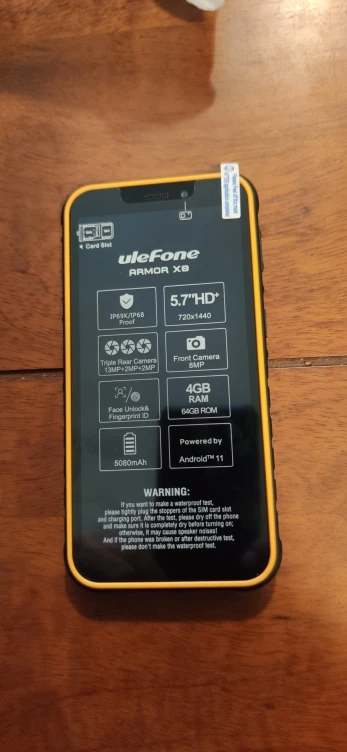 Card Slot
ulefone
ARMOR X8
IP69K/IP68
Proof
5.7"HD+
720x1440
Triple Rear Camera
13MP+2MP+2MP
Front Camera
8MP
Face Unlock&
Fingerprint ID
4GB
RAM
64GB ROM
5080mAh
Powered by
Android™ 11
WARNING:
If you want to make a waterproof test,
please tightly plug the stoppers of the SIM card slot
and charging port. After the test, please dry off the phone
and make sure it is completely dry before turning on;
otherwise, it may cause speaker noises!
And if the phone was broken or after destructive test,
please don't make the waterproof test.